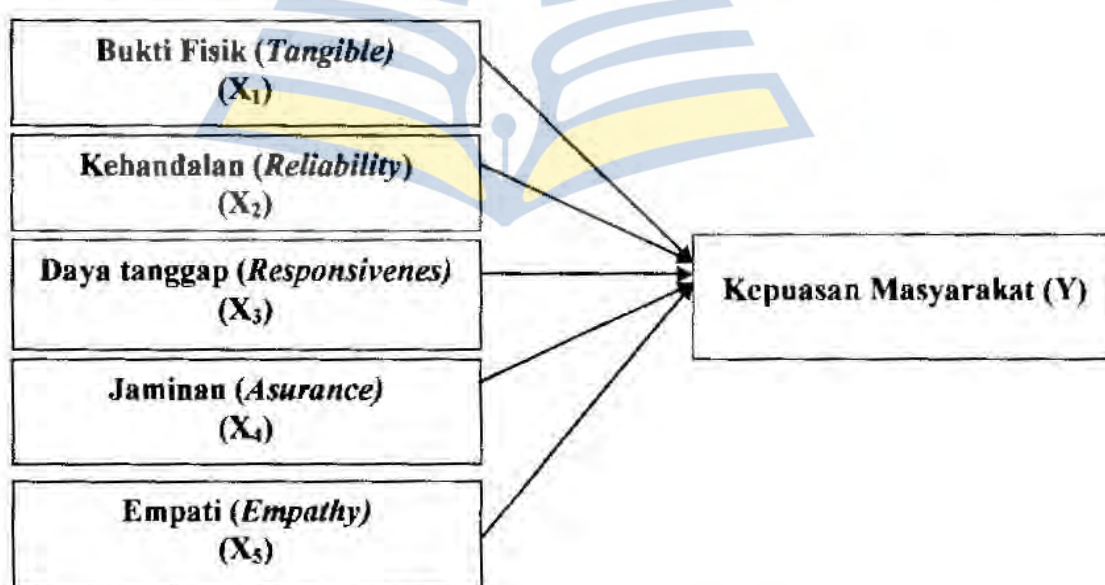 Bukti Fisik (Tangible)
(X₁)
Kehandalan (Reliability)
(X₂)
Daya tanggap (Responsivenes)
(X₃)
Kepuasan Masyarakat (Y)
Jaminan (Asurance)
(X₄)
Empati (Empathy)
(X₅)